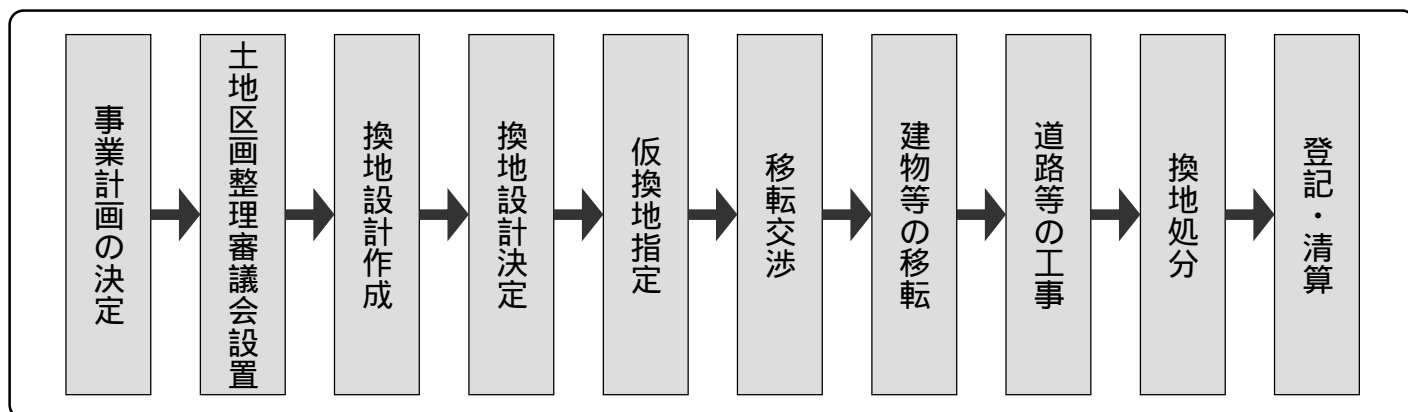 事業計画の決定
土地区画整理審議会設置
換地設計作成
換地設計決定
仮換地指定
移転交渉
建物等の移転
道路等の工事
換地処分
登記・清算